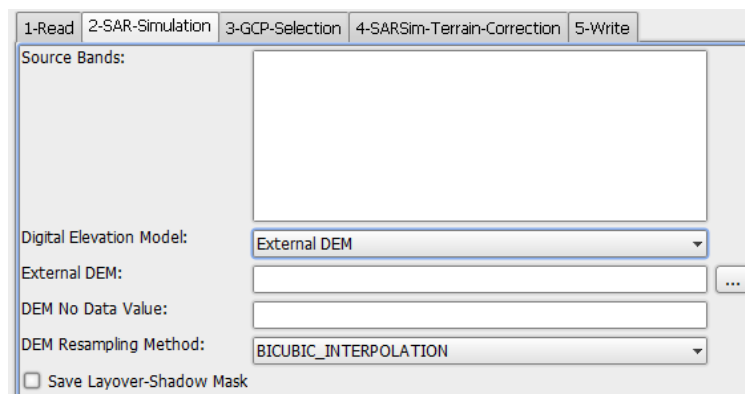 1-Read 2-SAR-Simulation 3-GCP-Selection 4-SARSim-Terrain-Correction 5-Write
Source Bands:
Digital Elevation Model: External DEM
External DEM: ...
DEM No Data Value:
DEM Resampling Method: BICUBIC_INTERPOLATION
Save Layover-Shadow Mask